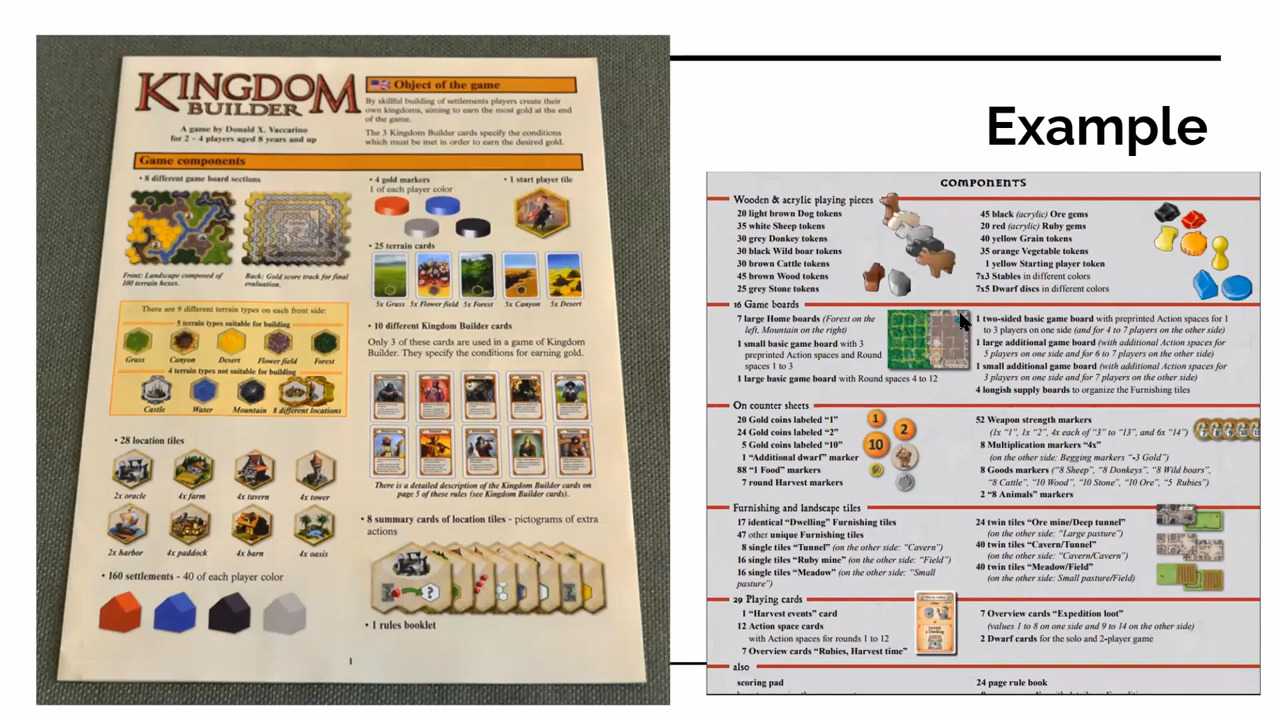 KINGDOM
BUILDER
A game by Donald X. Vaccarino
for 2 - 4 players aged 8 years and up
Object of the game
By skillful building of settlements players create their
own kingdoms, aiming to earn the most gold at the end
of the game.
The 3 Kingdom Builder cards specify the conditions
which must be met in order to earn the desired gold.
Game components
• 8 different game board sections
Front: Landscape composed of
100 terrain hexes.
Back: Gold score track for final
evaluation.
There are 9 different terrain types on each front side:
5 terrain types suitable for building
Grass Canyon Desert Flower field Forest
4 terrain types not suitable for building
Castle Water Mountain 8 different locations
• 28 location tiles
2x oracle 4x farm 4x tavern 4x tower
2x harbor 4x paddock 4x barn 4x oasis
• 160 settlements - 40 of each player color
• 4 gold markers
1 of each player color
• 1 start player tile
• 25 terrain cards
5x Grass 5x Flower field 5x Forest 5x Canyon 5x Desert
• 10 different Kingdom Builder cards
Only 3 of these cards are used in a game of Kingdom
Builder. They specify the conditions for earning gold.
There is a detailed description of the Kingdom Builder cards on
page 5 of these rules (see Kingdom Builder cards).
• 8 summary cards of location tiles - pictograms of extra
actions
• 1 rules booklet
1
Example
COMPONENTS
Wooden & acrylic playing pieces
20 light brown Dog tokens
35 white Sheep tokens
30 grey Donkey tokens
30 black Wild boar tokens
30 brown Cattle tokens
45 brown Wood tokens
25 grey Stone tokens
45 black (acrylic) Ore gems
20 red (acrylic) Ruby gems
40 yellow Grain tokens
35 orange Vegetable tokens
1 yellow Starting player token
7x3 Stables in different colors
7x5 Dwarf discs in different colors
16 Game boards
7 large Home boards (Forest on the
left, Mountain on the right)
1 small basic game board with 3
preprinted Action spaces and Round
spaces 1 to 3
1 large basic game board with Round spaces 4 to 12
1 two-sided basic game board with preprinted Action spaces for 1
to 3 players on one side (and for 4 to 7 players on the other side)
1 large additional game board (with additional Action spaces for
5 players on one side and for 6 to 7 players on the other side)
1 small additional game board (with additional Action spaces for
3 players on one side and for 7 players on the other side)
4 longish supply boards to organize the Furnishing tiles
On counter sheets
20 Gold coins labeled "1"
24 Gold coins labeled "2"
5 Gold coins labeled "10"
1 "Additional dwarf" marker
88 "1 Food" markers
7 round Harvest markers
1
2
10
52 Weapon strength markers
(1x "1", 1x "2", 4x each of "3" to "13", and 6x "14")
8 Multiplication markers "4x"
(on the other side: Begging markers "-3 Gold")
8 Goods markers ("8 Sheep", "8 Donkeys", "8 Wild boars",
"8 Cattle", "10 Wood", "10 Stone", "10 Ore", "5 Rubies")
2 "8 Animals" markers
Furnishing and landscape tiles
17 identical "Dwelling" Furnishing tiles
47 other unique Furnishing tiles
8 single tiles "Tunnel" (on the other side: "Cavern")
16 single tiles "Ruby mine" (on the other side: "Field")
16 single tiles "Meadow" (on the other side: "Small
pasture")
24 twin tiles "Ore mine/Deep tunnel"
(on the other side: "Large pasture")
40 twin tiles "Cavern/Tunnel"
(on the other side: "Cavern/Cavern")
40 twin tiles "Meadow/Field"
(on the other side: Small pasture/Field)
29 Playing cards
1 "Harvest events" card
12 Action space cards
with Action spaces for rounds 1 to 12
7 Overview cards "Rubies, Harvest time"
7 Overview cards "Expedition loot"
(values 1 to 8 on one side and 9 to 14 on the other side)
2 Dwarf cards for the solo and 2-player game
also
scoring pad
24 page rule book